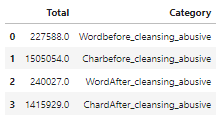 Total Category
0 227588.0 Wordbefore_cleansing_abusive
1 1505054.0 Charbefore_cleansing_abusive
2 240027.0 WordAfter_cleansing_abusive
3 1415929.0 ChardAfter_cleansing_abusive